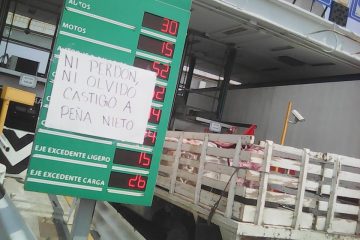 AUTOS 30
MOTOS 15
52
NI PERDON,
NI OLVIDO
CASTIGO A
PEÑA NIETO
EJE EXCEDENTE LIGERO 15
EJE EXCEDENTE CARGA 26